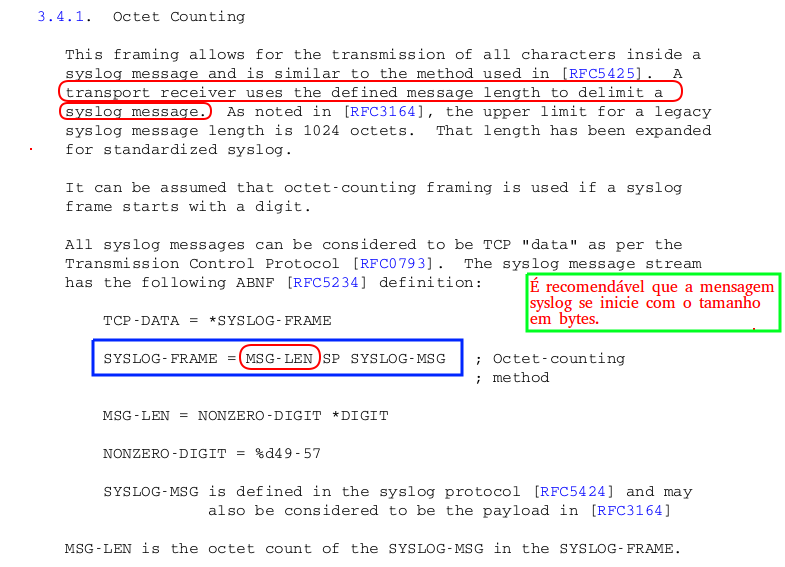 3.4.1. Octet Counting
This framing allows for the transmission of all characters inside a
syslog message and is similar to the method used in [RFC5425]. A
transport receiver uses the defined message length to delimit a
syslog message. As noted in [RFC3164], the upper limit for a legacy
syslog message length is 1024 octets. That length has been expanded
for standardized syslog.
It can be assumed that octet-counting framing is used if a syslog
frame starts with a digit.
All syslog messages can be considered to be TCP "data" as per the
Transmission Control Protocol [RFC0793]. The syslog message stream
has the following ABNF [RFC5234] definition:
É recomendável que a mensagem
syslog se inicie com o tamanho
em bytes.
TCP-DATA = *SYSLOG-FRAME
SYSLOG-FRAME = MSG-LEN SP SYSLOG-MSG ; Octet-counting
; method
MSG-LEN = NONZERO-DIGIT *DIGIT
NONZERO-DIGIT = %d49-57
SYSLOG-MSG is defined in the syslog protocol [RFC5424] and may
also be considered to be the payload in [RFC3164]
MSG-LEN is the octet count of the SYSLOG-MSG in the SYSLOG-FRAME.